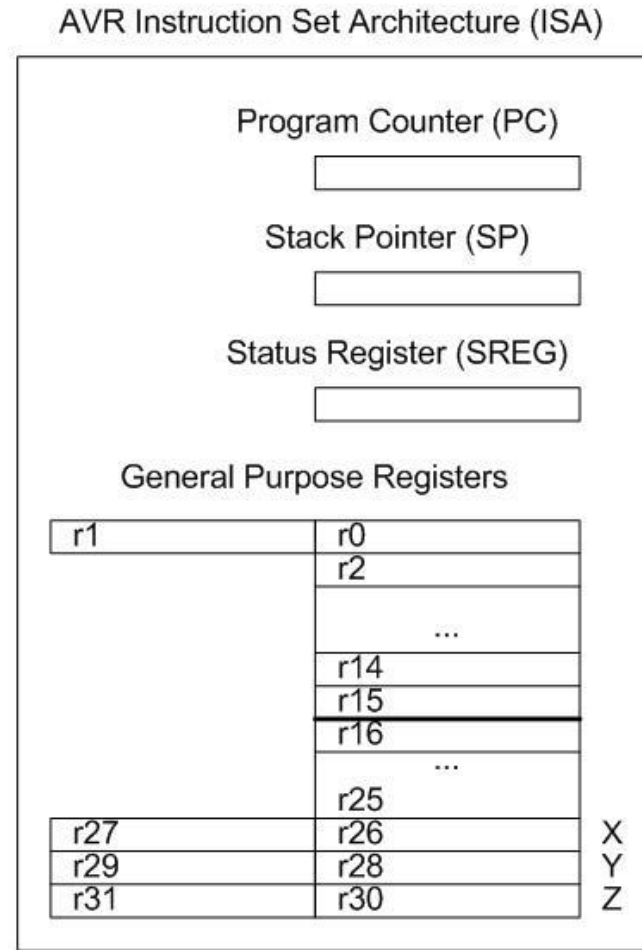 AVR Instruction Set Architecture (ISA)
Program Counter (PC)
Stack Pointer (SP)
Status Register (SREG)
General Purpose Registers
r1 r0
r2
...
r14
r15
r16
...
r25
r27 r26 X
r29 r28 Y
r31 r30 Z